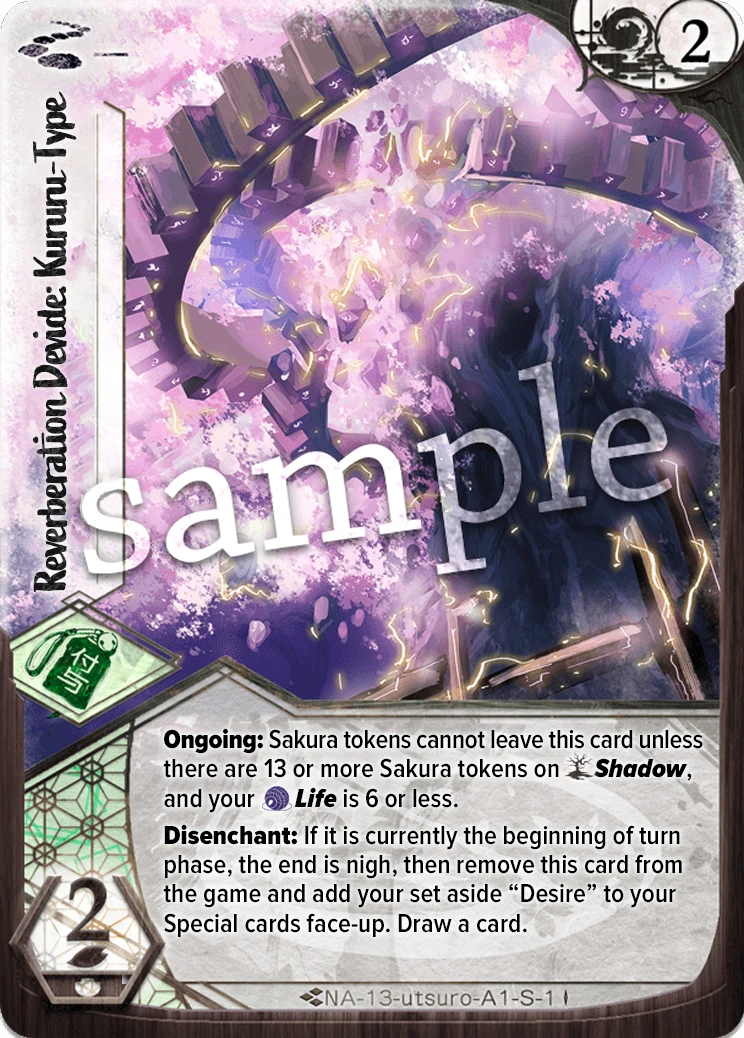 2
Reverberation Devide: Kururu-Type
sample
付与
Ongoing: Sakura tokens cannot leave this card unless
there are 13 or more Sakura tokens on Shadow,
and your Life is 6 or less.
Disenchant: If it is currently the beginning of turn
phase, the end is nigh, then remove this card from
the game and add your set aside “Desire” to your
Special cards face-up. Draw a card.
2
NA-13-utsuro-A1-S-1